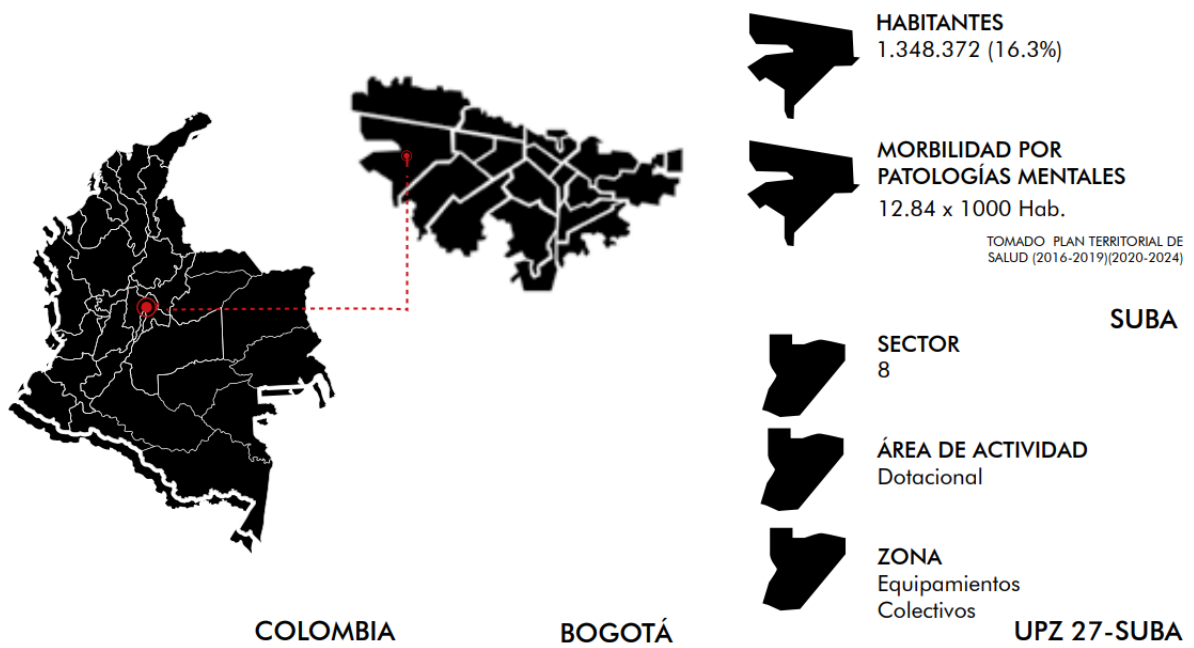 HABITANTES
1.348.372 (16.3%)
MORBILIDAD POR
PATOLOGÍAS MENTALES
12.84 x 1000 Hab.
TOMADO PLAN TERRITORIAL DE
SALUD (2016-2019)(2020-2024)
SUBA
SECTOR
8
ÁREA DE ACTIVIDAD
Dotacional
ZONA
Equipamientos
Colectivos
COLOMBIA
BOGOTÁ
UPZ 27-SUBA